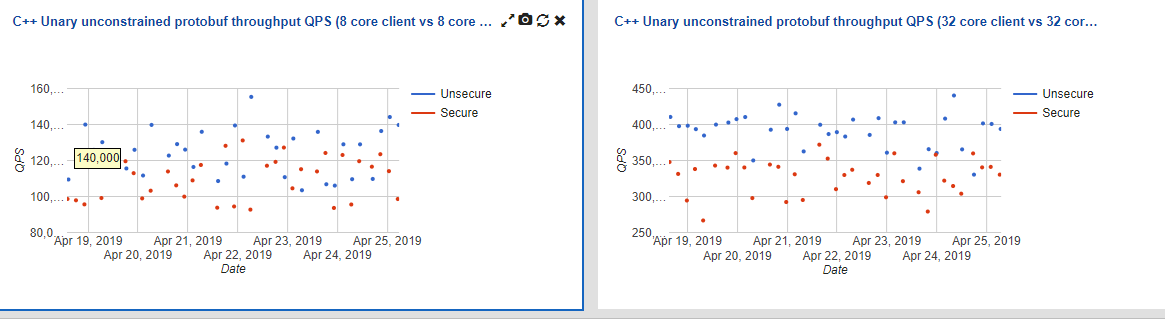 C++ Unary unconstrained protobuf throughput QPS (8 core client vs 8 core ...
160,...
140,...
120,...
100,...
80,0...
QPS
140,000
Unsecure
Secure
Apr 19, 2019 Apr 21, 2019 Apr 23, 2019 Apr 25, 2019
Apr 20, 2019 Apr 22, 2019 Apr 24, 2019
Date
C++ Unary unconstrained protobuf throughput QPS (32 core client vs 32 cor...
450,...
400,...
350,...
300,...
250,...
QPS
Unsecure
Secure
Apr 19, 2019 Apr 21, 2019 Apr 23, 2019 Apr 25, 2019
Apr 20, 2019 Apr 22, 2019 Apr 24, 2019
Date